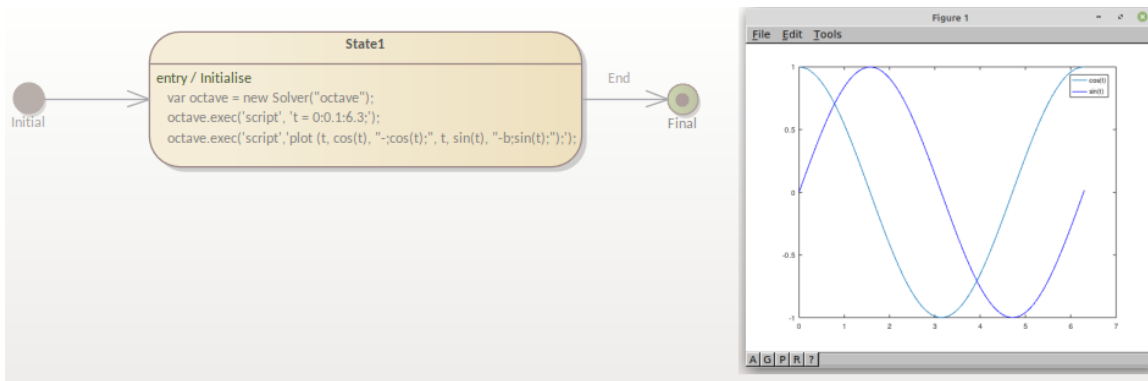 State1
entry / Initialise
var octave = new Solver("octave");
octave.exec('script', 't = 0:0.1:6.3;');
octave.exec('script','plot (t, cos(t), "-;cos(t);", t, sin(t), "-b;sin(t);");');
Initial
End
Final
Figure 1
File Edit Tools
cos(t)
sin(t)
1
0.5
0
-0.5
-1
0 1 2 3 4 5 6 7
A G P R ?